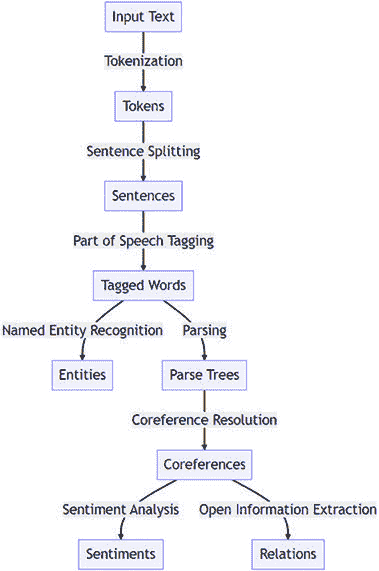 Input Text
Tokenization
Tokens
Sentence Splitting
Sentences
Part of Speech Tagging
Tagged Words
Named Entity Recognition
Parsing
Entities
Parse Trees
Coreference Resolution
Coreferences
Sentiment Analysis
Open Information Extraction
Sentiments
Relations